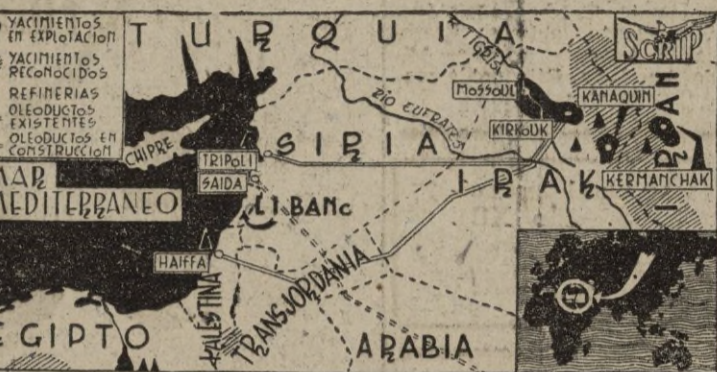 YACIMIENTOS
EN EXPLOTACION
YACIMIENTOS
RECONOCIDOS
REFINERIAS
OLEODUCTOS
EXISTENTES
OLEODUCTOS EN
CONSTRUCCION
TURQUIA
TIGRIS
SCRIP
MOSSOUL
KANAQUIN
RIO EUFRATES
KIRKOUK
CHIPRE
SIRIA
TRIPOLI
IRAK
KERMANCHAK
SAIDA
MAR
MEDITERRANEO
LIBANO
HAIFFA
PALESTINA
TRANSJORDANIA
EGIPTO
ARABIA